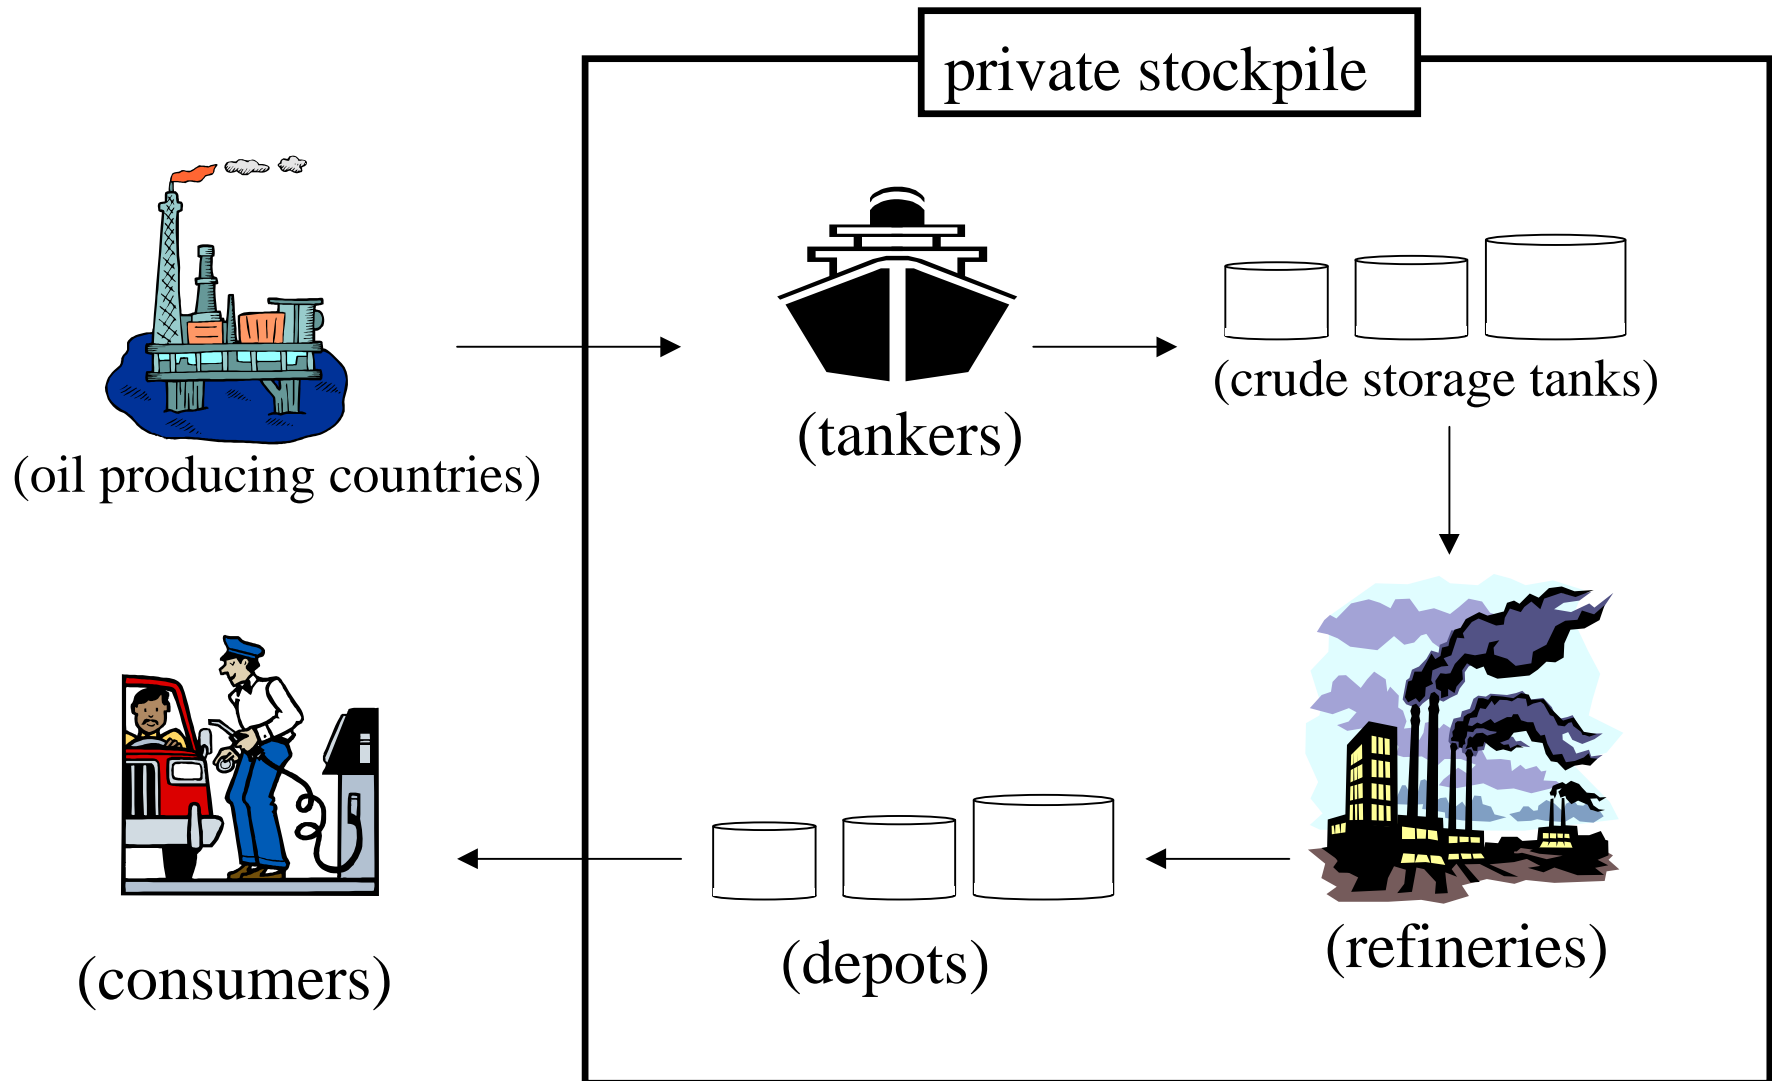 private stockpile
(oil producing countries)
(tankers)
(crude storage tanks)
(refineries)
(depots)
(consumers)